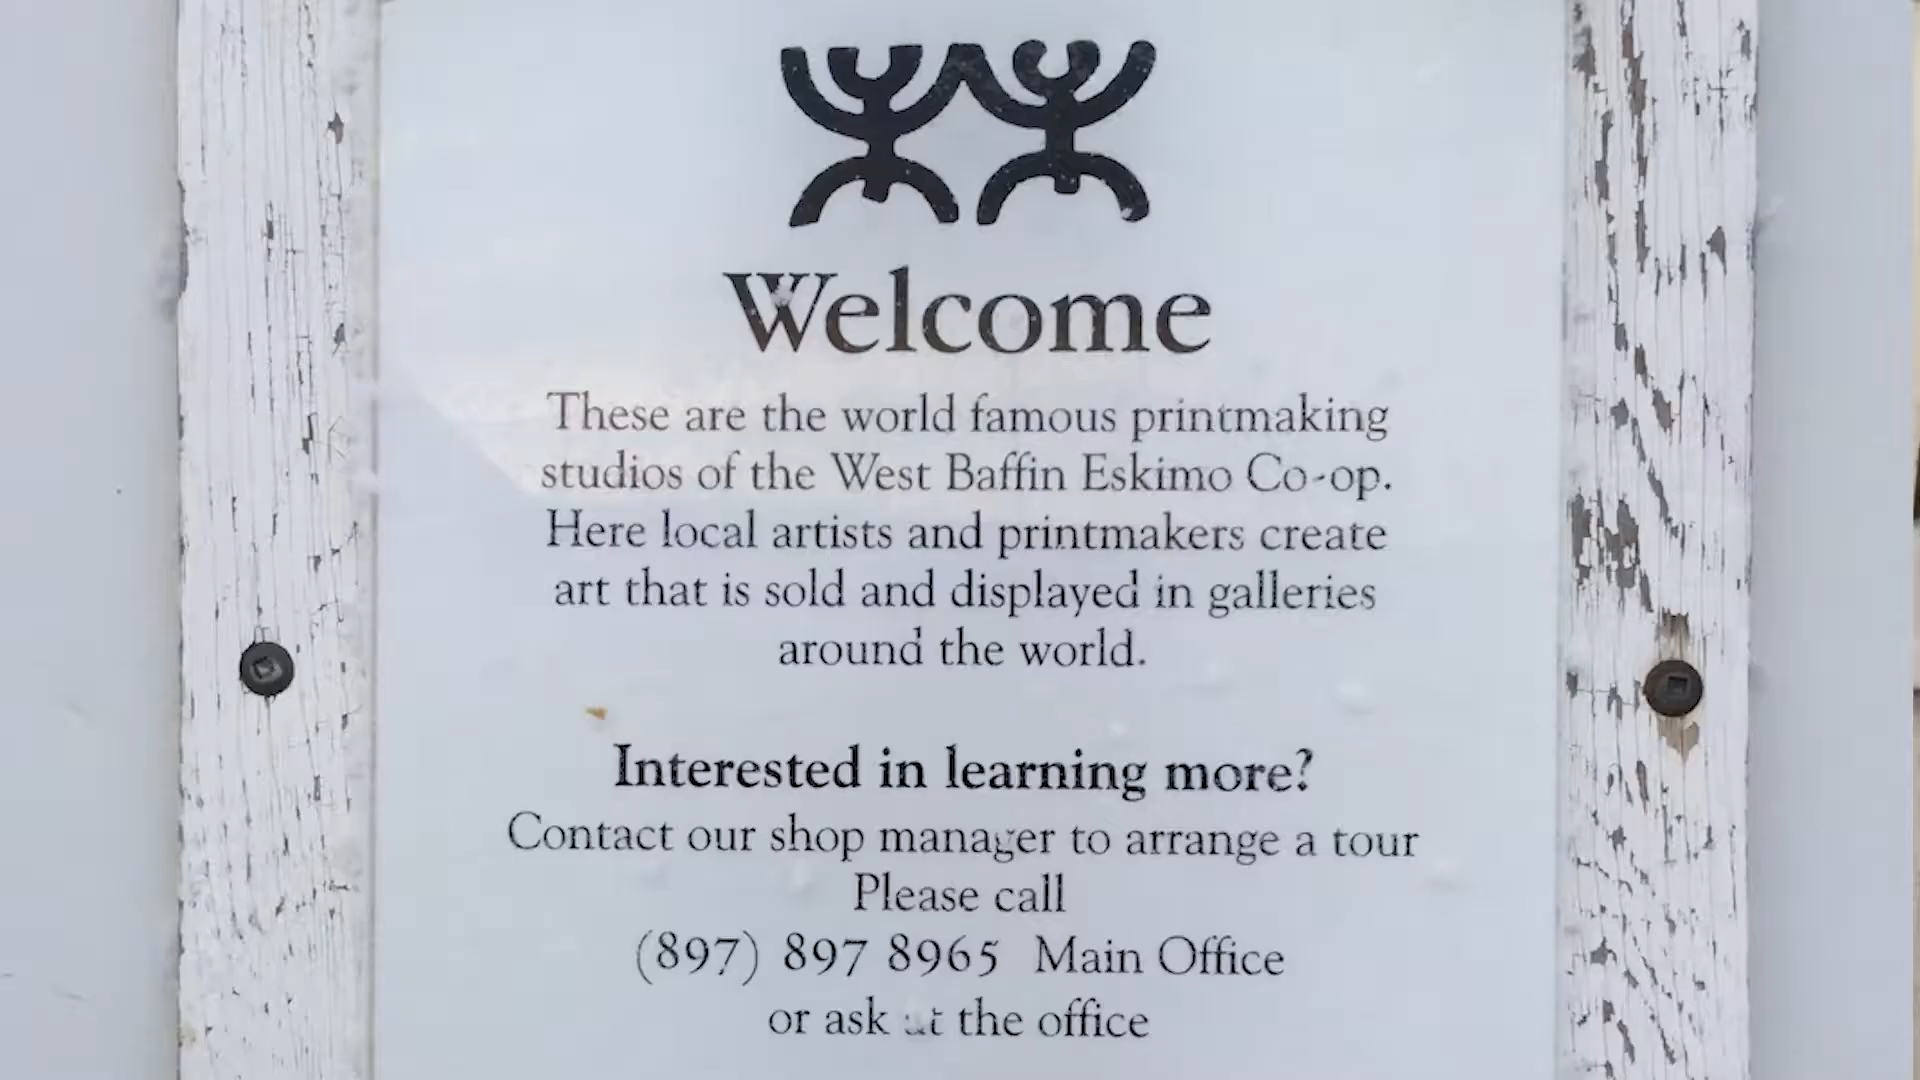 Welcome
These are the world famous printmaking
studios of the West Baffin Eskimo Co-op.
Here local artists and printmakers create
art that is sold and displayed in galleries
around the world.
Interested in learning more?
Contact our shop manager to arrange a tour
Please call
(897) 897 8965 Main Office
or ask at the office